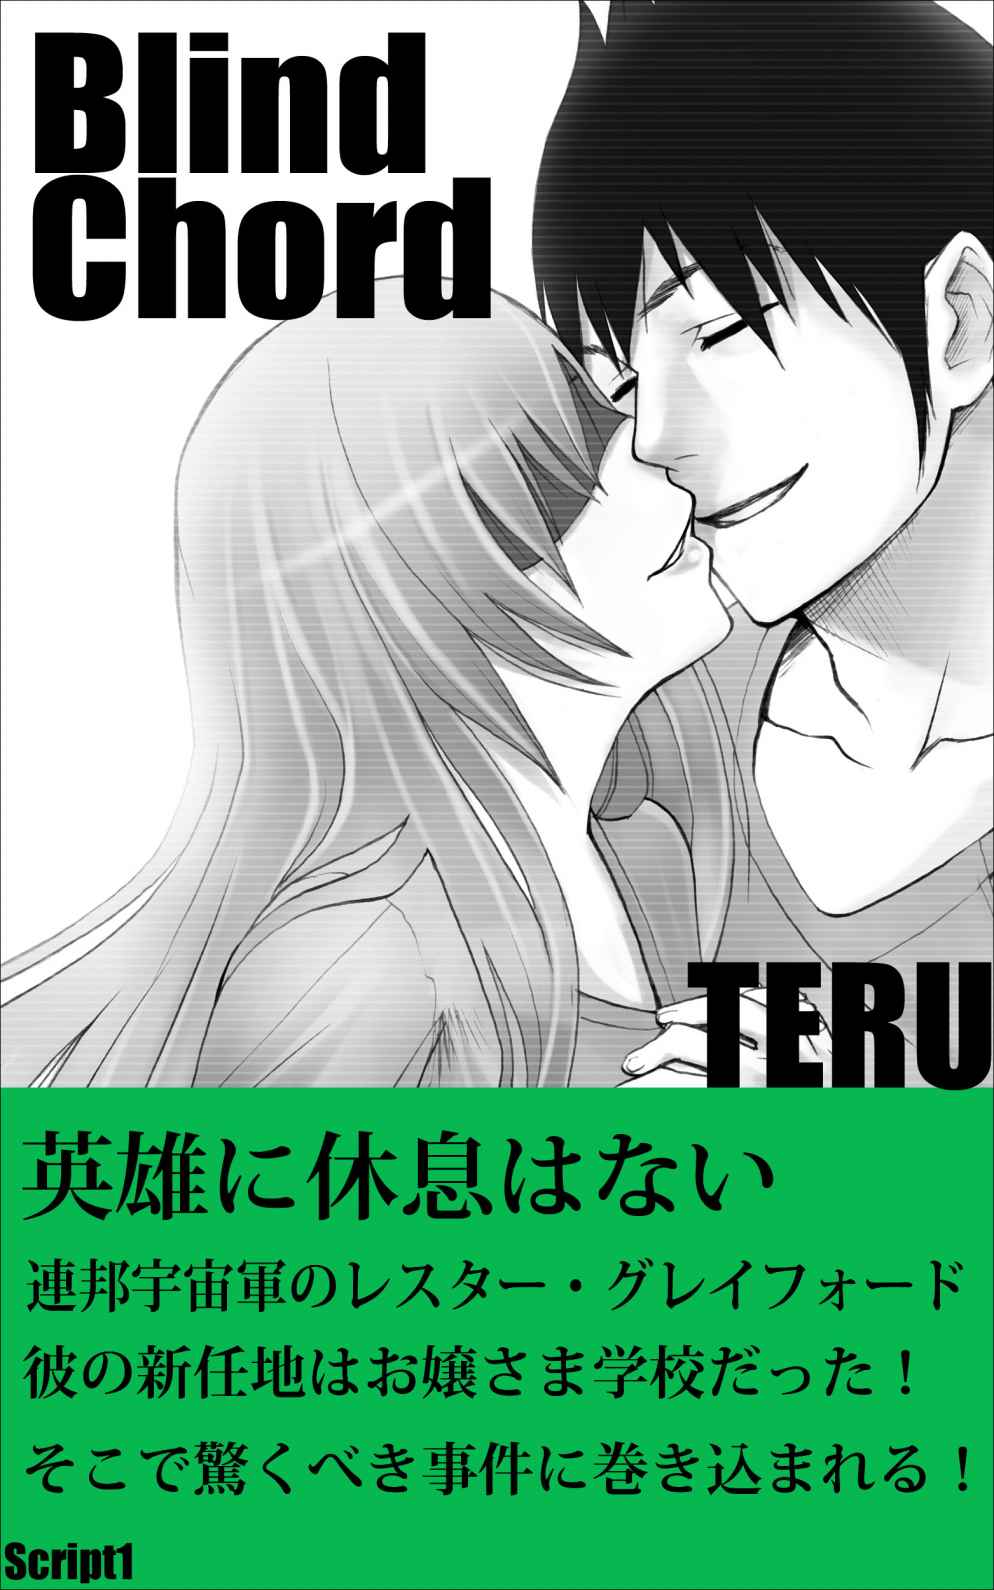 Blind
Chord
TERU
英雄に休息はない
連邦宇宙軍のレスター・グレイフォード
彼の新任地はお嬢さま学校だった！
そこで驚くべき事件に巻き込まれる！
Script1